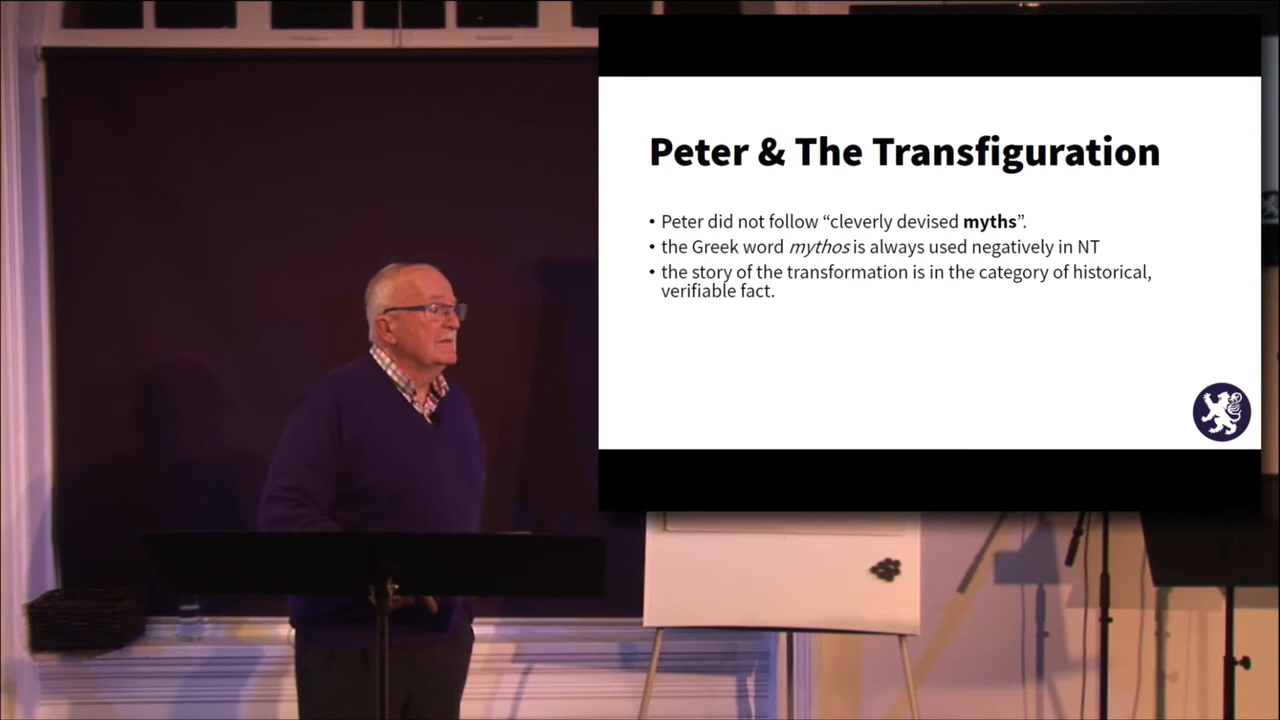 Peter & The Transfiguration
• Peter did not follow “cleverly devised myths”.
• the Greek word mythos is always used negatively in NT
• the story of the transformation is in the category of historical,
verifiable fact.